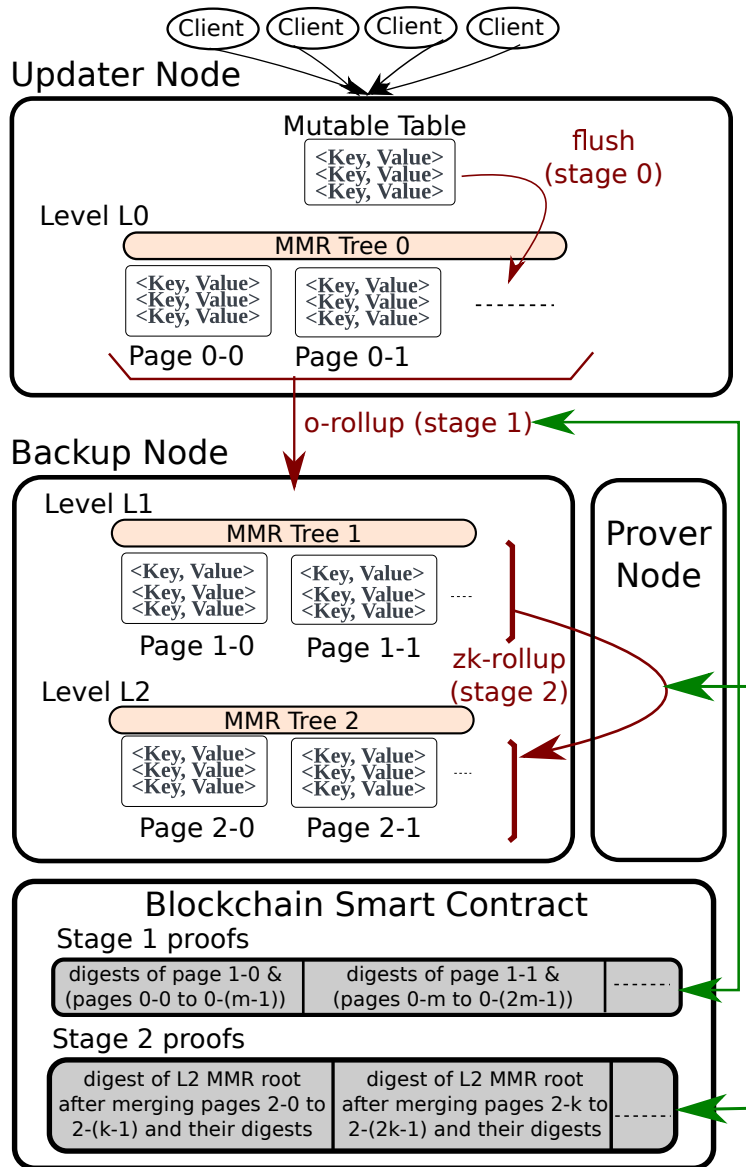 Client Client Client Client
Updater Node
Mutable Table
<Key, Value>
<Key, Value>
<Key, Value>
flush
(stage 0)
Level L0
MMR Tree 0
<Key, Value> <Key, Value>
<Key, Value> <Key, Value>
<Key, Value> <Key, Value>
Page 0-0 Page 0-1
o-rollup (stage 1)
Backup Node
Level L1
MMR Tree 1
<Key, Value> <Key, Value>
<Key, Value> <Key, Value>
<Key, Value> <Key, Value>
Page 1-0 Page 1-1
Prover
Node
zk-rollup
(stage 2)
Level L2
MMR Tree 2
<Key, Value> <Key, Value>
<Key, Value> <Key, Value>
<Key, Value> <Key, Value>
Page 2-0 Page 2-1
Blockchain Smart Contract
Stage 1 proofs
digests of page 1-0 &
(pages 0-0 to 0-(m-1))
digests of page 1-1 &
(pages 0-m to 0-(2m-1))
Stage 2 proofs
digest of L2 MMR root
after merging pages 2-0 to
2-(k-1) and their digests
digest of L2 MMR root
after merging pages 2-k to
2-(2k-1) and their digests